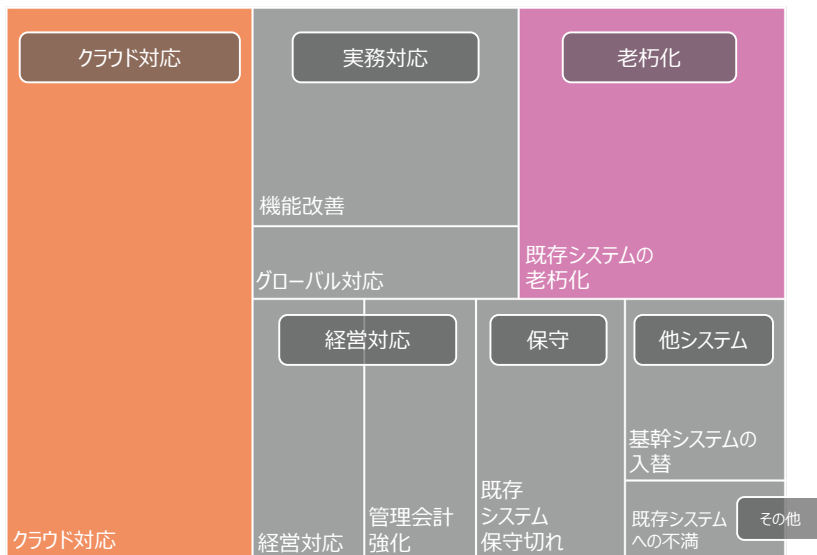 クラウド対応
実務対応
老朽化
機能改善
グローバル対応
既存システムの
老朽化
経営対応
保守
他システム
基幹システムの
入替
クラウド対応
経営対応
管理会計
強化
既存
システム
保守切れ
既存システム
への不満
その他